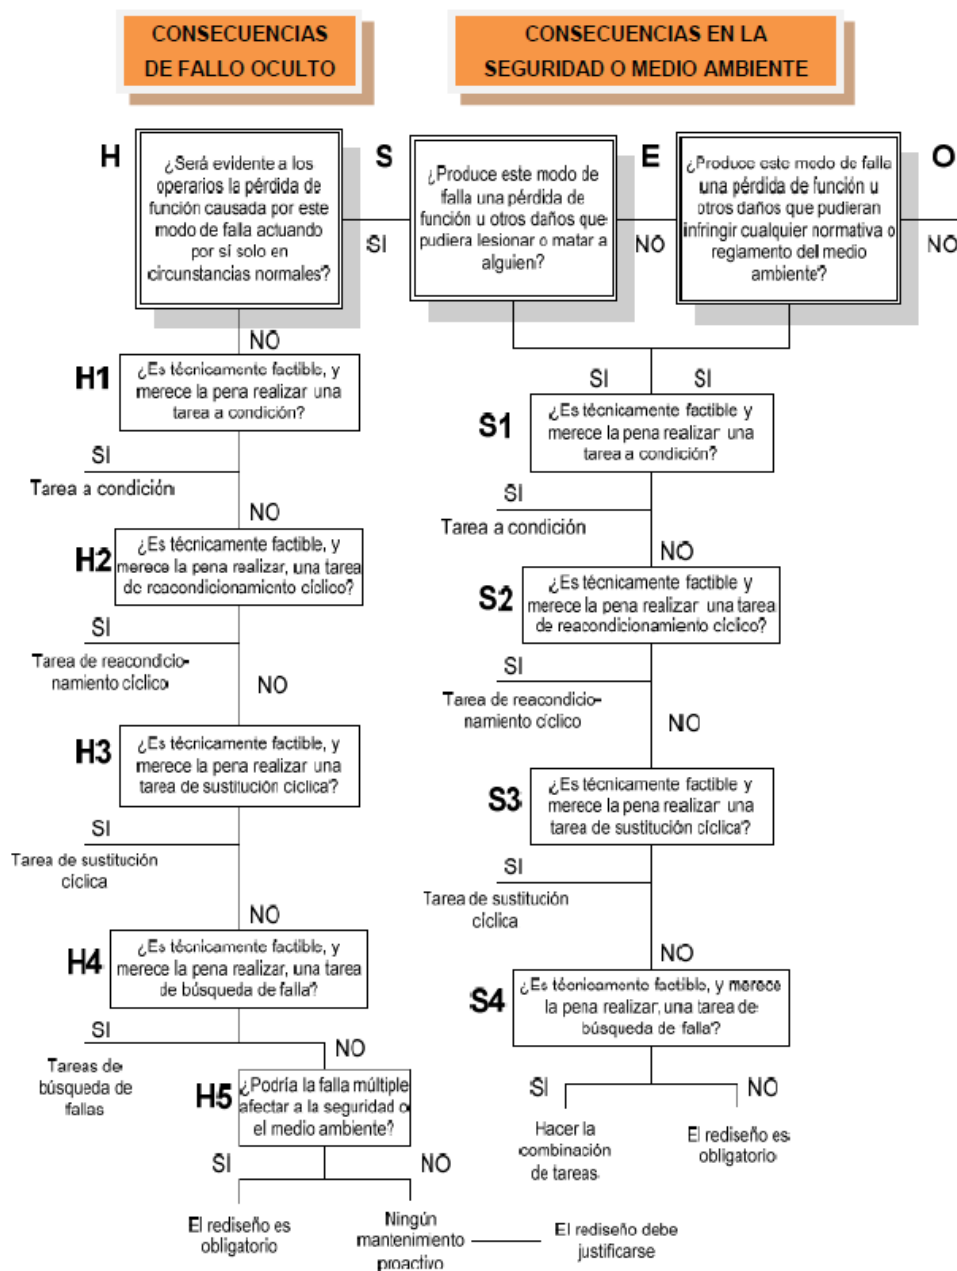 CONSECUENCIAS
DE FALLO OCULTO
CONSECUENCIAS EN LA
SEGURIDAD O MEDIO AMBIENTE
H
¿Será evidente a los
operarios la pérdida de
función causada por este
modo de falla actuando
por sí solo en
circunstancias normales?
SI
NO
S
¿Produce este modo de
falla una pérdida de
función u otros daños que
pudiera lesionar o matar a
alguien?
NO
E
¿Produce este medo de falla
una pérdida de función u
otros daños que pudieran
infringir cualquier normativa o
reglamento del medio
ambiente?
O
NO
H1
¿Es técnicamente factible, y
merece la pena realizar una
tarea a condición?
SI
Tarea a condición
NO
H2
¿Es técnicamente factible, y
merece la pena realizar, una tarea
de reacondicionamiento cíclico?
SI
Tarea de reacondicio-
namiento cíclico
NO
H3
¿Es técnicamente factible, y
merece la pena realizar una
tarea de sustitución cíclica?
SI
Tarea de sustitución
cíclica
NO
H4
¿Es técnicamente factible, y
merece la pena realizar, una tarea
de búsqueda de falla?
SI
Tareas de
búsqueda de
fallas
NO
H5
¿Podría la falla múltiple
afectar a la seguridad o
el medio ambiente?
SI
El rediseño es
obligatorio
NO
Ningún
mantenimiento
proactivo
El rediseño debe
justificarse
SI
SI
S1
¿Es técnicamente factible y
merece la pena realizar una
tarea a condición?
SI
Tarea a condición
NO
S2
¿Es técnicamente factible y
merece la pena realizar una tarea
de reacondicionamiento cíclico?
SI
Tarea de reacondicio-
namiento cíclico
NO
S3
¿Es técnicamente factible y
merece la pena realizar una
tarea de sustitución cíclica?
SI
Tarea de sustitución
cíclica
NO
S4
¿Es técnicamente factible, y merece
la pena realizar, una tarea de
búsqueda de falla?
SI
Hacer la
combinación
de tareas
NO
El rediseño es
obligatorio